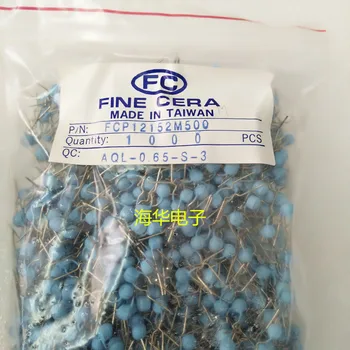 FC
FINE CERA
MADE IN TAIWAN
P/N: FCP12152M500
Quantity: 1000 PCS
QC: AQL-0.65-S-3
海华电子